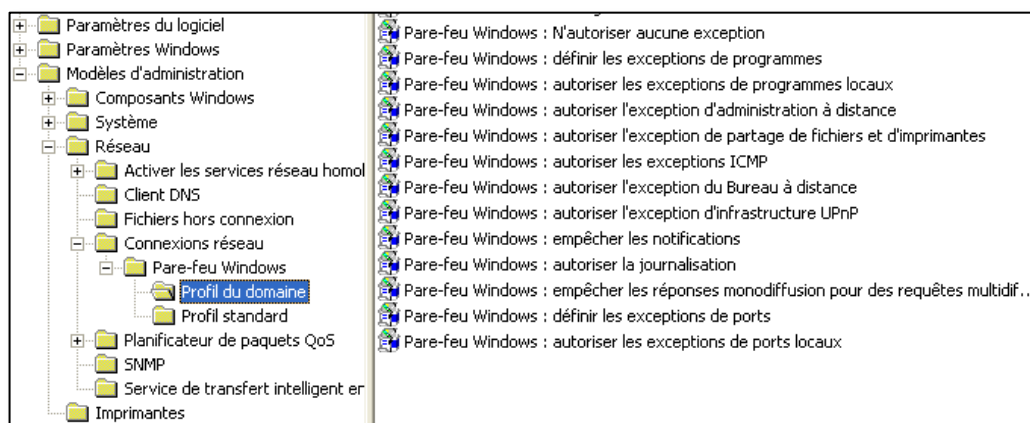 Paramètres du logiciel
Paramètres Windows
Modèles d'administration
Composants Windows
Système
Réseau
Activer les services réseau homol
Client DNS
Fichiers hors connexion
Connexions réseau
Pare-feu Windows
Profil du domaine
Profil standard
Planificateur de paquets QoS
SNMP
Service de transfert intelligent er
Imprimantes
Pare-feu Windows : N'autoriser aucune exception
Pare-feu Windows : définir les exceptions de programmes
Pare-feu Windows : autoriser les exceptions de programmes locaux
Pare-feu Windows : autoriser l'exception d'administration à distance
Pare-feu Windows : autoriser l'exception de partage de fichiers et d'imprimantes
Pare-feu Windows : autoriser les exceptions ICMP
Pare-feu Windows : autoriser l'exception du Bureau à distance
Pare-feu Windows : autoriser l'exception d'infrastructure UPnP
Pare-feu Windows : empêcher les notifications
Pare-feu Windows : autoriser la journalisation
Pare-feu Windows : empêcher les réponses monodiffusion pour des requêtes multidif...
Pare-feu Windows : définir les exceptions de ports
Pare-feu Windows : autoriser les exceptions de ports locaux